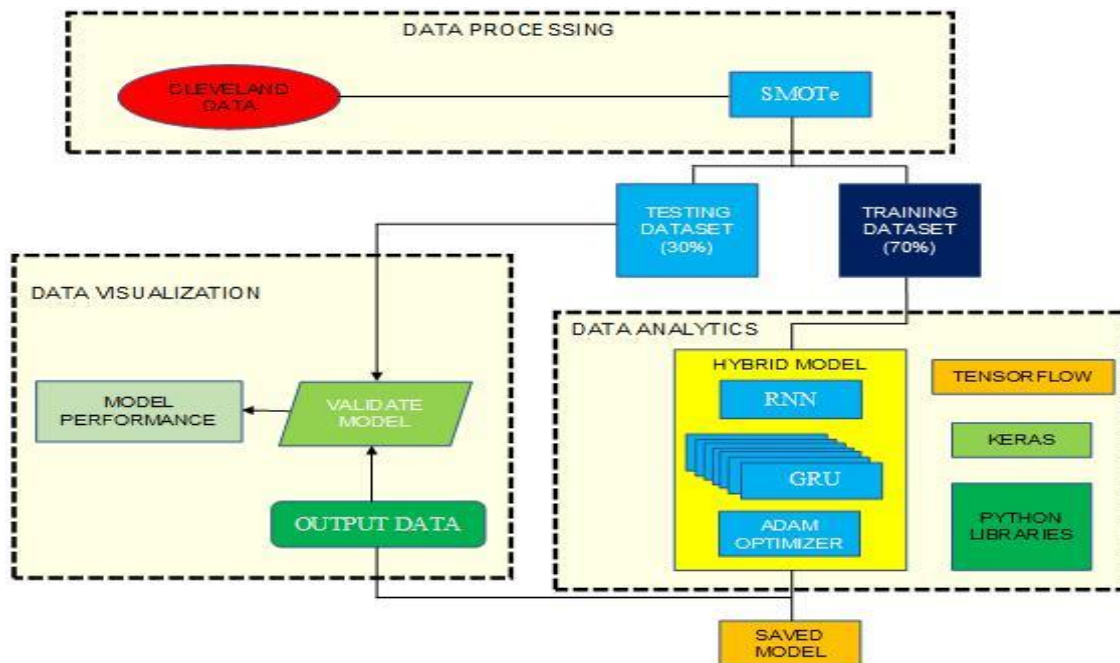 DATA PROCESSING
CLEVELAND
DATA
SMOTe
TESTING
DATASET
(30%)
TRAINING
DATASET
(70%)
DATA VISUALIZATION
MODEL
PERFORMANCE
VALIDATE
MODEL
OUTPUT DATA
DATA ANALYTICS
HYBRID MODEL
RNN
GRU
ADAM
OPTIMIZER
TENSORFLOW
KERAS
PYTHON
LIBRARIES
SAVED
MODEL